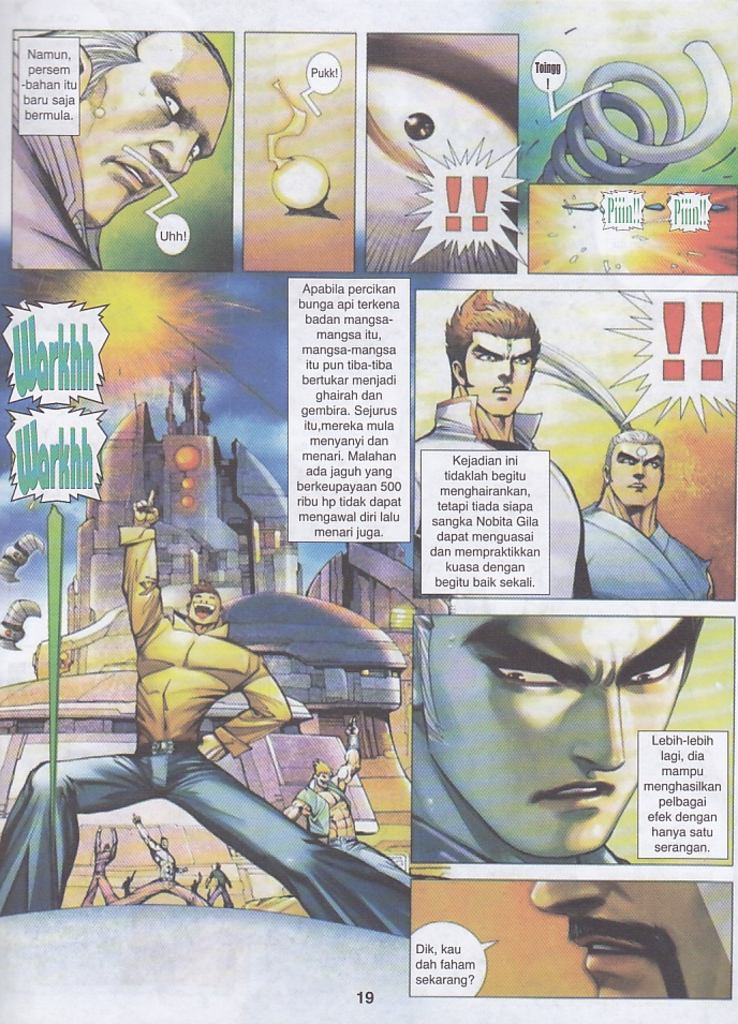 Namun,
persem
-bahan itu
baru saja
bermula.
Uhh!
Pukk!
!!
Toingg
!
Piiin!!
Piiin!!
Warkhh
Warkhh
Apabila percikan
bunga api terkena
badan mangsa-
mangsa itu,
mangsa-mangsa
itu pun tiba-tiba
bertukar menjadi
ghairah dan
gembira. Sejurus
itu,mereka mula
menyanyi dan
menari. Malahan
ada jaguh yang
berkeupayaan 500
ribu hp tidak dapat
mengawal diri lalu
menari juga.
!!
Kejadian ini
tidaklah begitu
menghairankan,
tetapi tiada siapa
sangka Nobita Gila
dapat menguasai
dan mempraktikkan
kuasa dengan
begitu baik sekali.
Lebih-lebih
lagi, dia
mampu
menghasilkan
pelbagai
efek dengan
hanya satu
serangan.
Dik, kau
dah faham
sekarang?
19